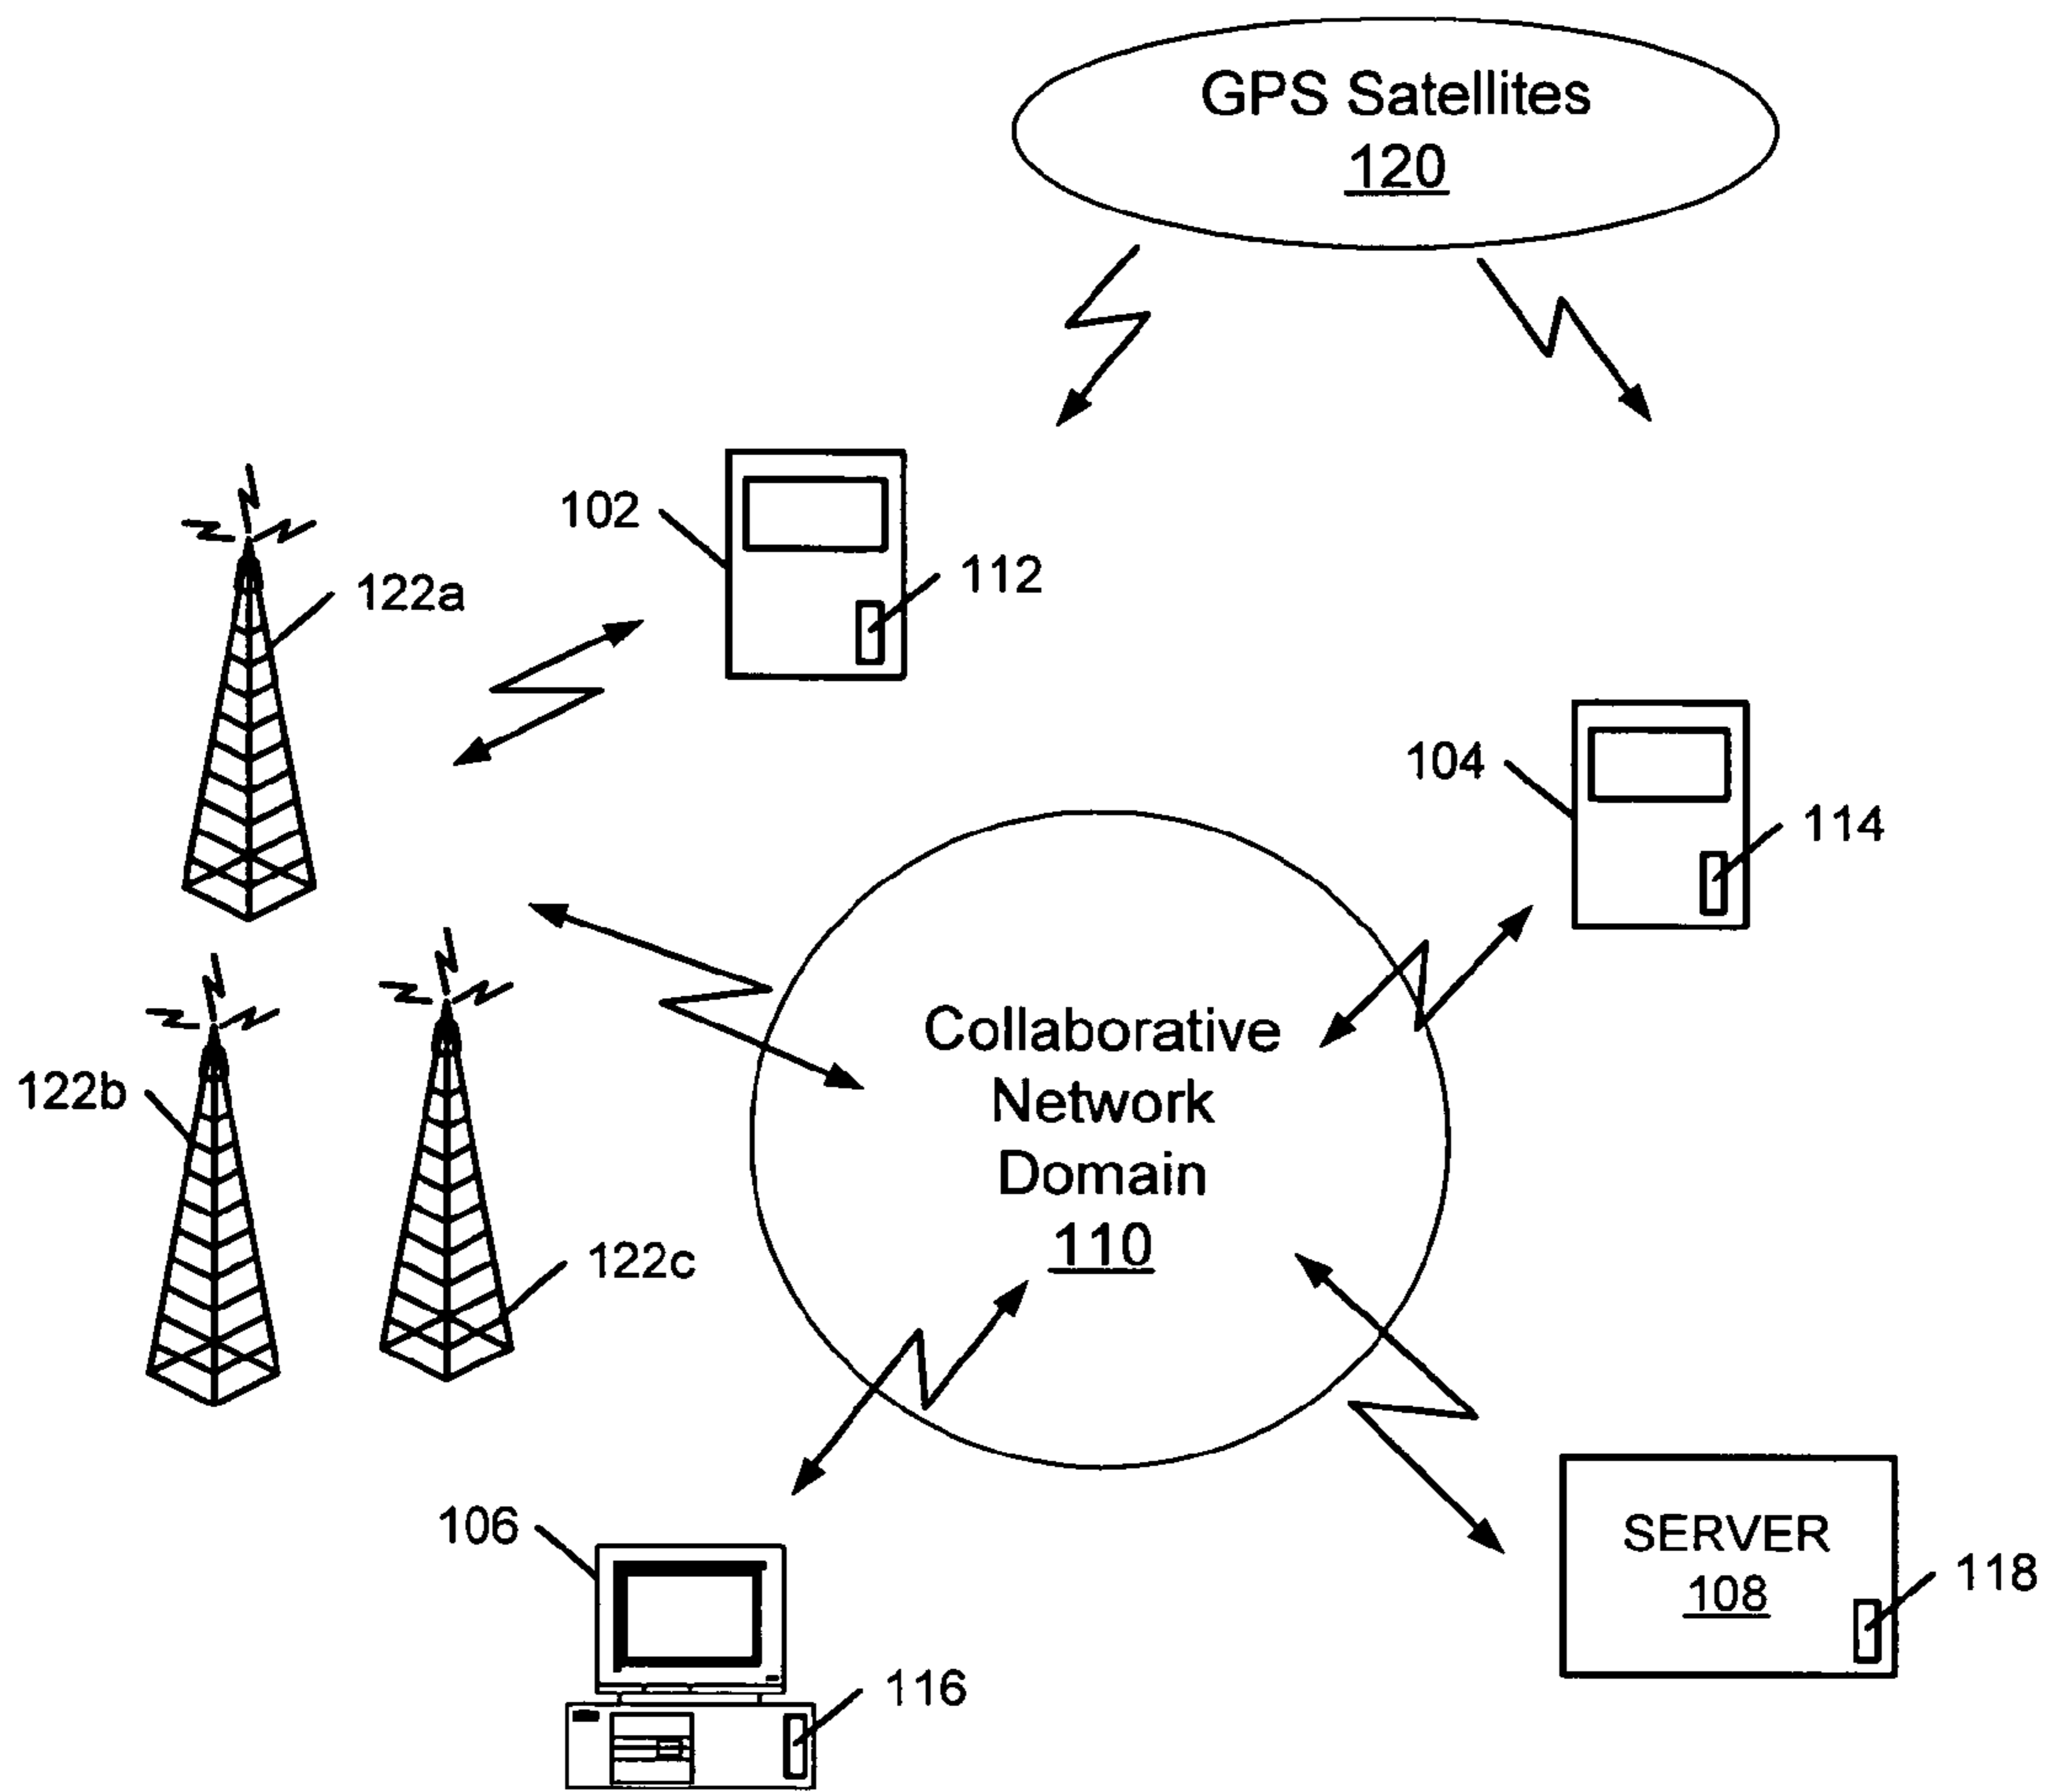 GPS Satellites
120
102
112
122a
104
114
Collaborative
Network
Domain
110
122b
122c
106
SERVER
108
118
116